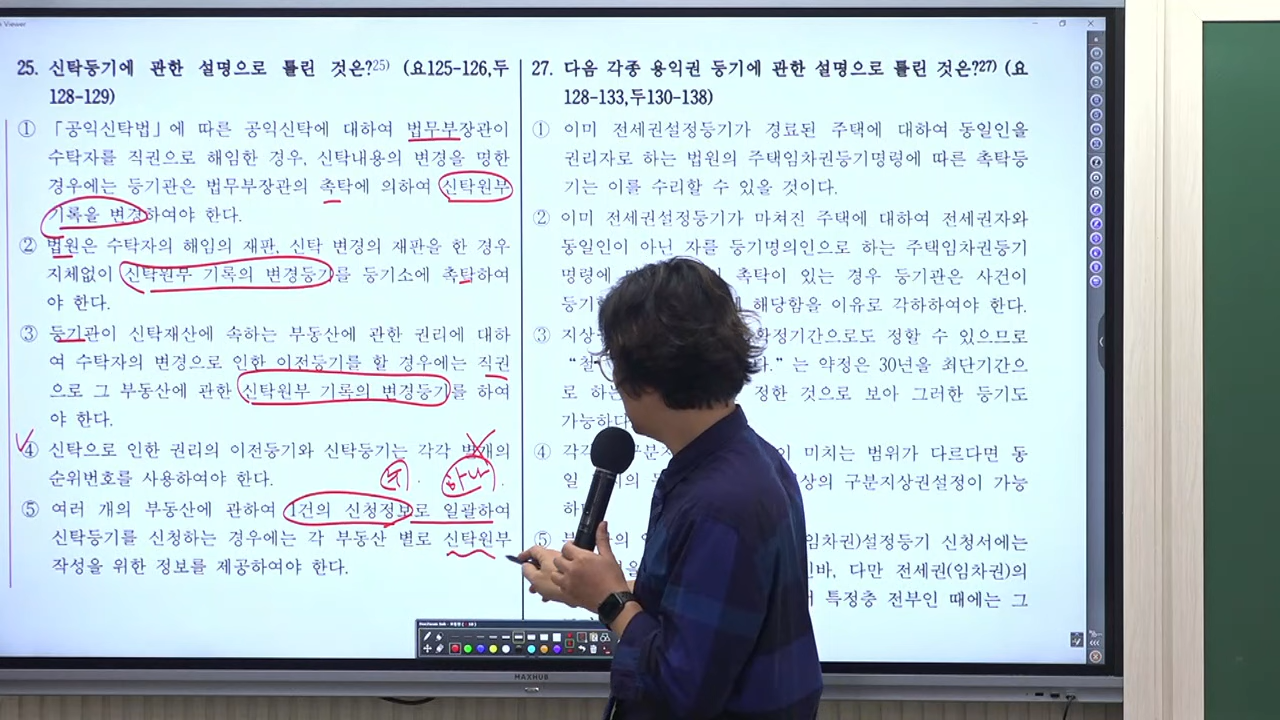 Viewer
25. 신탁등기에 관한 설명으로 틀린 것은?25) (요125-126,두
128-129)
① 「공익신탁법」에 따른 공익신탁에 대하여 법무부장관이
수탁자를 직권으로 해임한 경우, 신탁내용의 변경을 명한
경우에는 등기관은 법무부장관의 촉탁에 의하여 신탁원부
기록을 변경하여야 한다.
② 법원은 수탁자의 해임의 재판, 신탁 변경의 재판을 한 경우
지체없이 신탁원부 기록의 변경등기를 등기소에 촉탁하여
야 한다.
③ 등기관이 신탁재산에 속하는 부동산에 관한 권리에 대하
여 수탁자의 변경으로 인한 이전등기를 할 경우에는 직권
으로 그 부동산에 관한 신탁원부 기록의 변경등기를 하여
야 한다.
④ 신탁으로 인한 권리의 이전등기와 신탁등기는 각각 별개의
순위번호를 사용하여야 한다.
하나
⑤ 여러 개의 부동산에 관하여 1건의 신청정보로 일괄하여
신탁등기를 신청하는 경우에는 각 부동산 별로 신탁원부
작성을 위한 정보를 제공하여야 한다.
27. 다음 각종 용익권 등기에 관한 설명으로 틀린 것은?27) (요
128-133,두130-138)
① 이미 전세권설정등기가 경료된 주택에 대하여 동일인을
권리자로 하는 법원의 주택임차권등기명령에 따른 촉탁등
기는 이를 수리할 수 있을 것이다.
② 이미 전세권설정등기가 마쳐진 주택에 대하여 전세권자와
동일인이 아닌 자를 등기명의인으로 하는 주택임차권등기
명령에 촉탁이 있는 경우 등기관은 사건이
해당함을 이유로 각하하여야 한다.
③ 확정기간으로도 정할 수 있으므로
는 약정은 30년을 최단기간으
로 정한 것으로 보아 그러한 등기도
가능하다
④ 미치는 범위가 다르다면 동
구분지상권설정이 가능
⑤ 임차권)설정등기 신청서에는
다만 전세권(임차권)의
특정층 전부인 때에는 그
MAXHUB